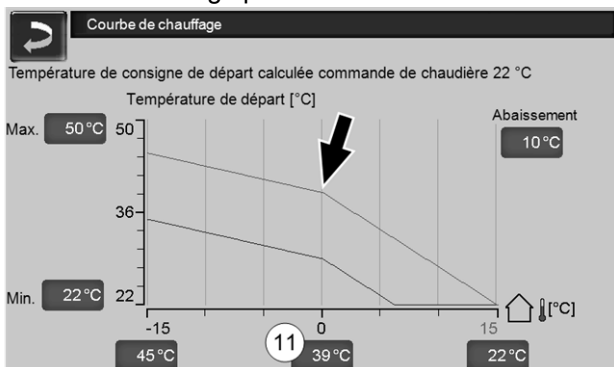 Courbe de chauffage
Température de consigne de départ calculée commande de chaudière 22 °C
Température de départ [°C]
Abaissement
Max. 50 °C 50
10 °C
36
Min. 22 °C 22
[°C]
-15 0 15
11
45 °C 39 °C 22 °C